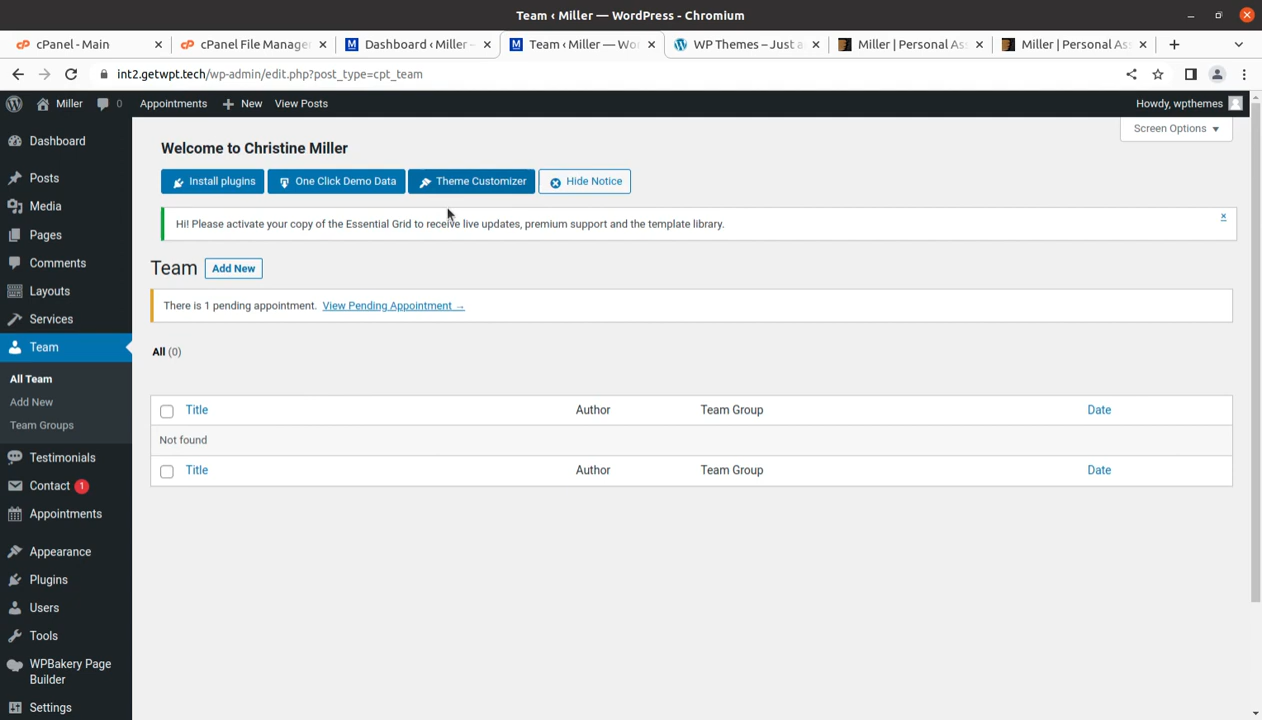 Team ‹ Miller — WordPress - Chromium
cPanel - Main
cPanel File Manage
Dashboard ‹ Miller
Team ‹ Miller — Wo
WP Themes – Just a
Miller | Personal As
Miller | Personal As
int2.getwpt.tech/wp-admin/edit.php?post_type=cpt_team
Miller
0
Appointments
New
View Posts
Howdy, wpthemes
Screen Options
Dashboard
Posts
Media
Pages
Comments
Layouts
Services
Team
All Team
Add New
Team Groups
Testimonials
Contact 1
Appointments
Appearance
Plugins
Users
Tools
WPBakery Page
Builder
Settings
Welcome to Christine Miller
Install plugins
One Click Demo Data
Theme Customizer
Hide Notice
Hi! Please activate your copy of the Essential Grid to receive live updates, premium support and the template library.
Team
Add New
There is 1 pending appointment. View Pending Appointment →
All (0)
Title Author Team Group Date
Not found
Title Author Team Group Date